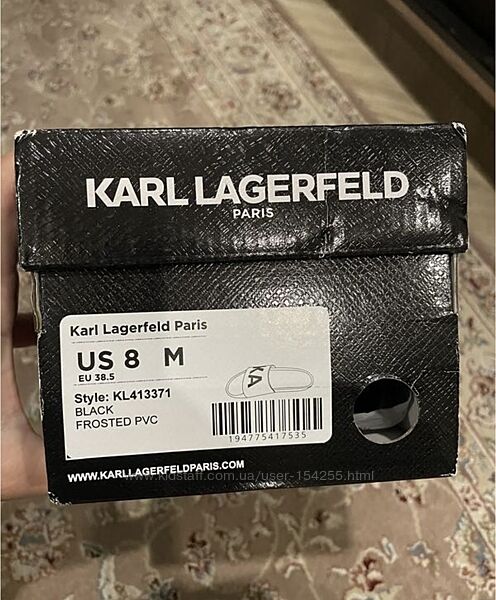 KARL LAGERFELD
PARIS
Karl Lagerfeld Paris
US 8 M
EU 38.5
Style: KL413371
BLACK
FROSTED PVC
KA
194775417535
WWW.KARLLAGERFELDPARIS.COM
www.kidstaff.com.ua/user-154255.html